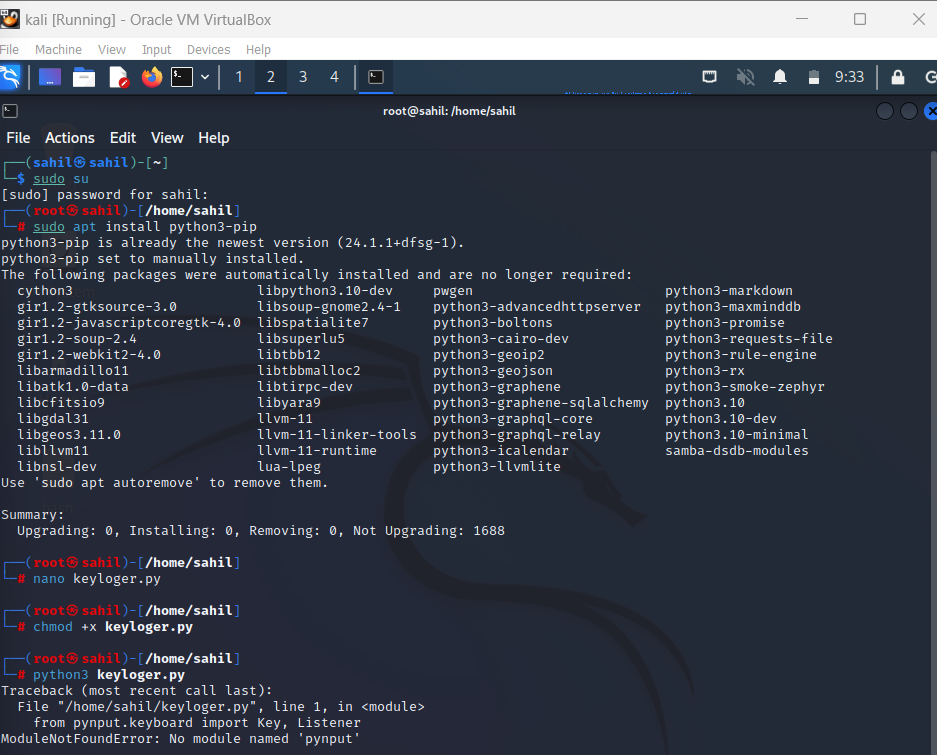 kali [Running] - Oracle VM VirtualBox
File Machine View Input Devices Help
1 2 3 4 9:33
root@sahil: /home/sahil
File Actions Edit View Help
┌──(sahil㉿sahil)-[~]
└─$ sudo su
[sudo] password for sahil:
┌──(root㉿sahil)-[/home/sahil]
└─# sudo apt install python3-pip
python3-pip is already the newest version (24.1.1+dfsg-1).
python3-pip set to manually installed.
The following packages were automatically installed and are no longer required:
cython3 libpython3.10-dev pwgen python3-markdown
gir1.2-gtksource-3.0 libsoup-gnome2.4-1 python3-advancedhttpserver python3-maxminddb
gir1.2-javascriptcoregtk-4.0 libspatialite7 python3-boltons python3-promise
gir1.2-soup-2.4 libsuperlu5 python3-cairo-dev python3-requests-file
gir1.2-webkit2-4.0 libtbb12 python3-geoip2 python3-rule-engine
libarmadillo11 libtbbmalloc2 python3-geojson python3-rx
libatk1.0-data libtirpc-dev python3-graphene python3-smoke-zephyr
libcfitsio9 libyara9 python3-graphene-sqlalchemy python3.10
libgdal31 llvm-11 python3-graphql-core python3.10-dev
libgeos3.11.0 llvm-11-linker-tools python3-graphql-relay python3.10-minimal
libllvm11 llvm-11-runtime python3-icalendar samba-dsdb-modules
libnsl-dev lua-lpeg python3-llvmlite
Use 'sudo apt autoremove' to remove them.
Summary:
Upgrading: 0, Installing: 0, Removing: 0, Not Upgrading: 1688
┌──(root㉿sahil)-[/home/sahil]
└─# nano keyloger.py
┌──(root㉿sahil)-[/home/sahil]
└─# chmod +x keyloger.py
┌──(root㉿sahil)-[/home/sahil]
└─# python3 keyloger.py
Traceback (most recent call last):
File "/home/sahil/keyloger.py", line 1, in <module>
from pynput.keyboard import Key, Listener
ModuleNotFoundError: No module named 'pynput'